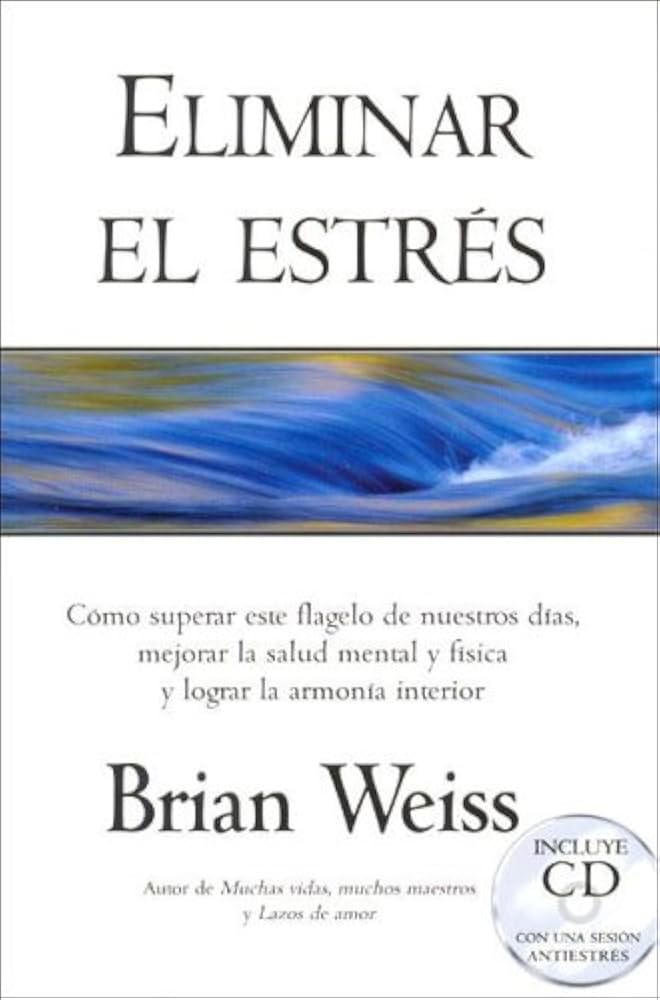 ELIMINAR
EL ESTRÉS
Cómo superar este flagelo de nuestros días,
mejorar la salud mental y física
y lograr la armonía interior
Brian Weiss
Autor de Muchas vidas, muchos maestros
y Lazos de amor
INCLUYE
CD
CON UNA SESIÓN
ANTIESTRÉS